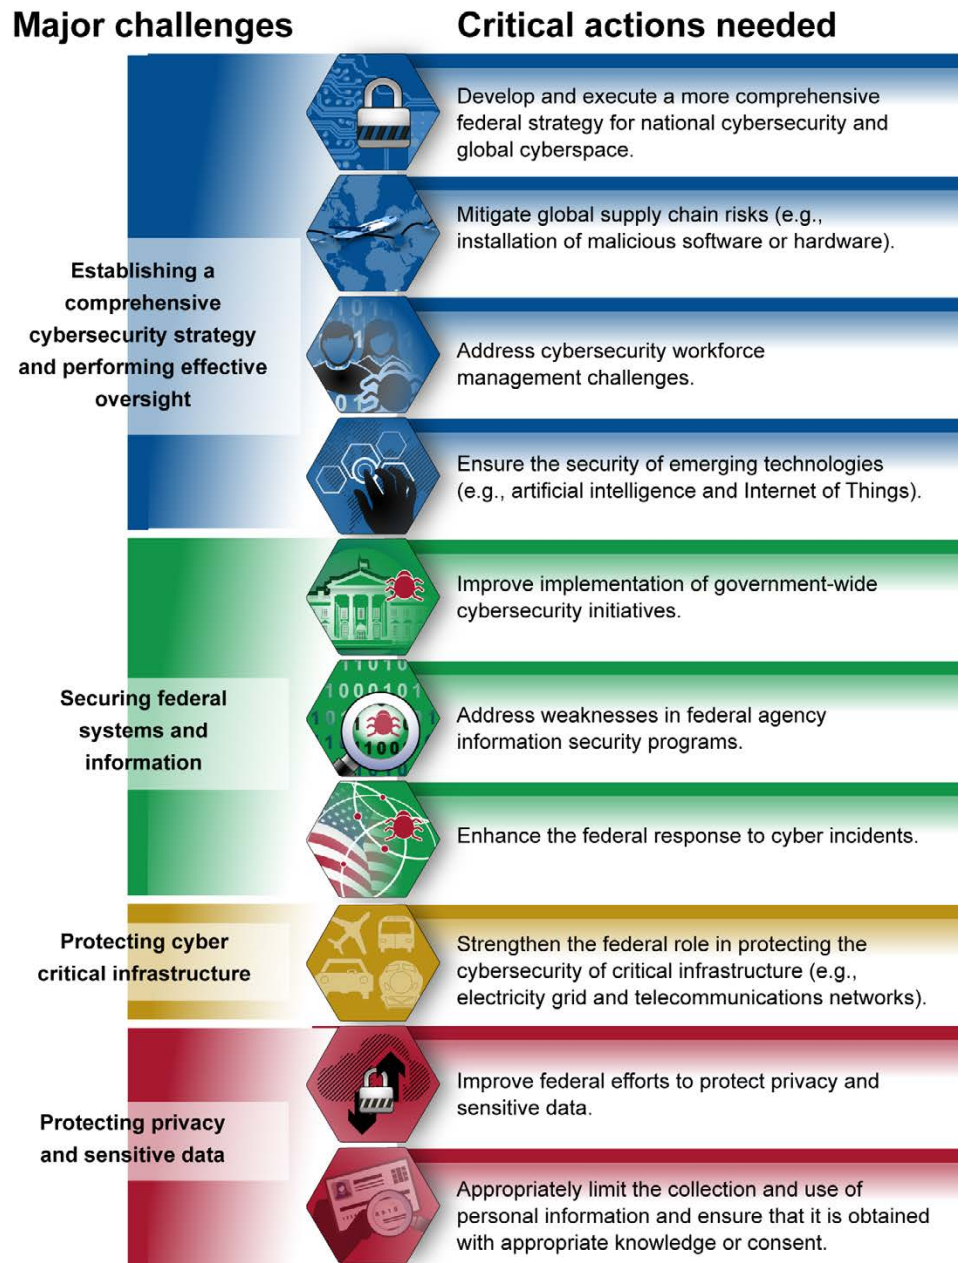 Major challenges
Critical actions needed
Establishing a
comprehensive
cybersecurity strategy
and performing effective
oversight
Develop and execute a more comprehensive
federal strategy for national cybersecurity and
global cyberspace.
Mitigate global supply chain risks (e.g.,
installation of malicious software or hardware).
Address cybersecurity workforce
management challenges.
Ensure the security of emerging technologies
(e.g., artificial intelligence and Internet of Things).
Securing federal
systems and
information
Improve implementation of government-wide
cybersecurity initiatives.
Address weaknesses in federal agency
information security programs.
Enhance the federal response to cyber incidents.
Protecting cyber
critical infrastructure
Strengthen the federal role in protecting the
cybersecurity of critical infrastructure (e.g.,
electricity grid and telecommunications networks).
Protecting privacy
and sensitive data
Improve federal efforts to protect privacy and
sensitive data.
Appropriately limit the collection and use of
personal information and ensure that it is obtained
with appropriate knowledge or consent.